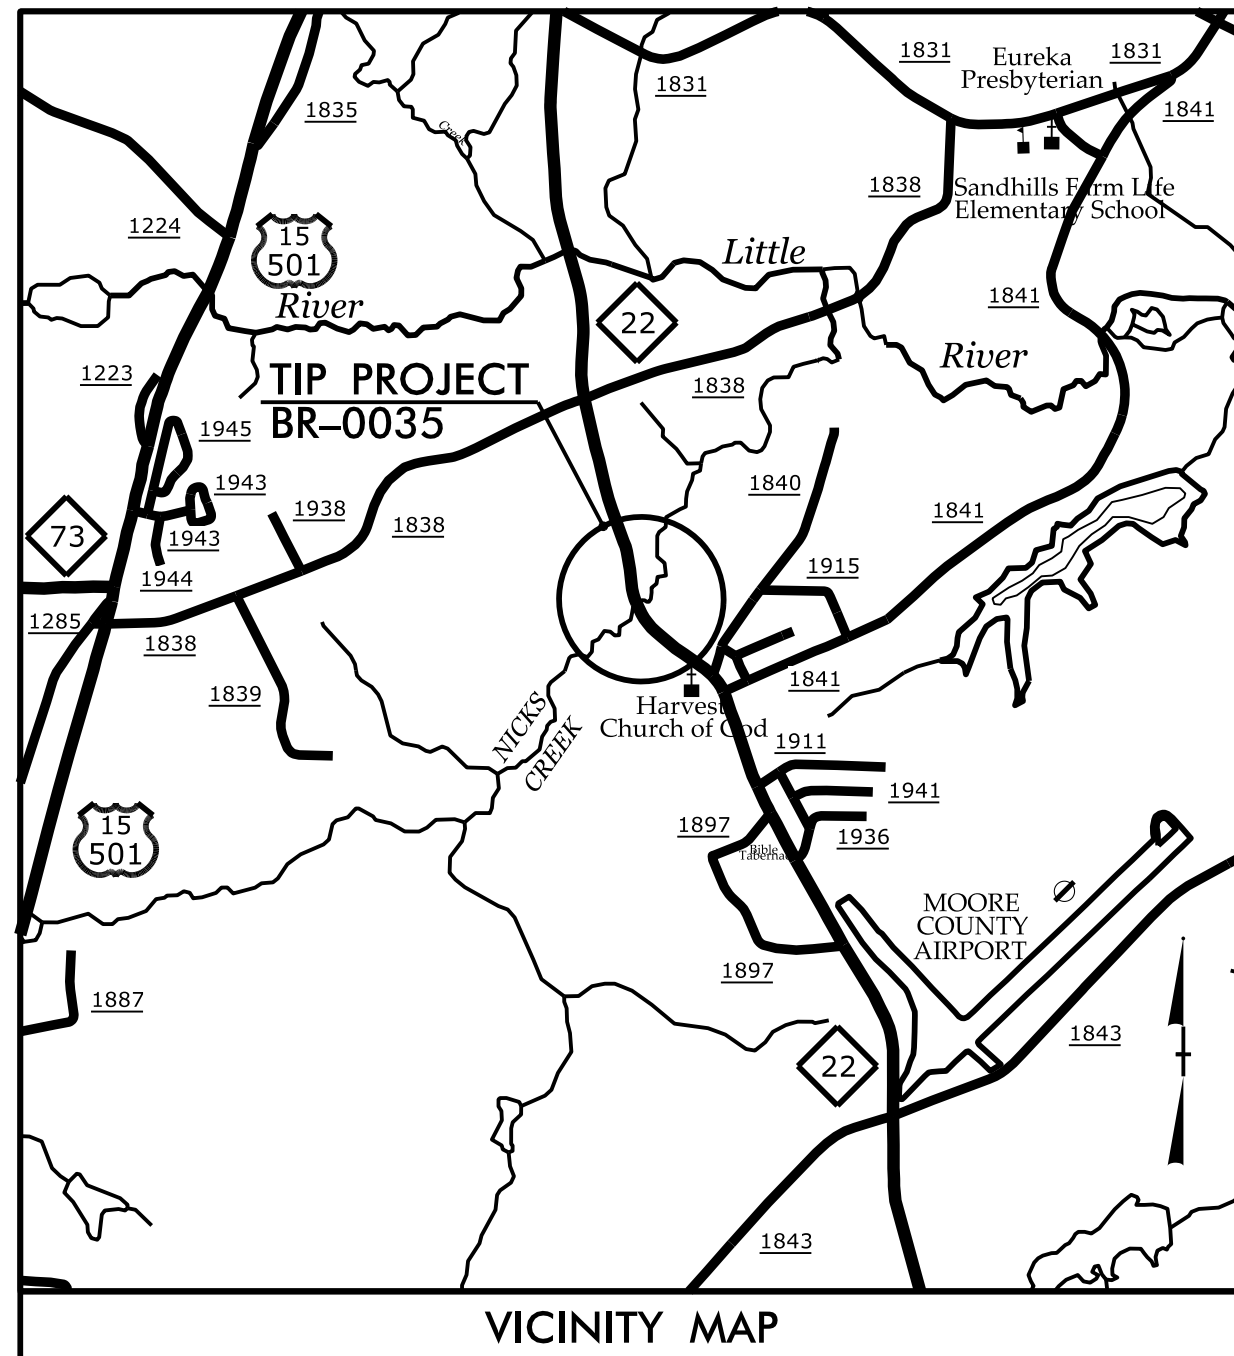 1831
Eureka
Presbyterian
1831
1831
1835
1841
Creek
1838
Sandhills Farm Life
Elementary School
1224
15
501
Little
River
1841
22
River
1223
TIP PROJECT
BR–0035
1838
1945
1943
1938
1840
1838
1841
73
1943
1944
1915
1285
1838
1839
1841
Harvest
Church of God
NICKS
CREEK
1911
1941
15
501
1897
1936
Bible
MOORE
COUNTY
AIRPORT
1897
1887
1843
22
1843
VICINITY MAP